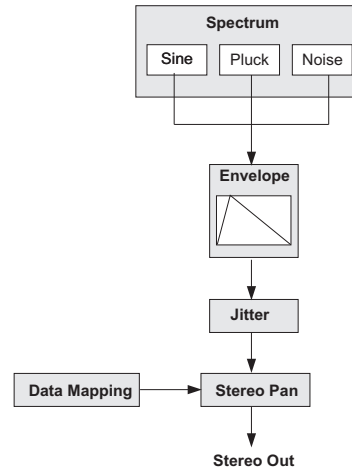 Spectrum
Sine Pluck Noise
Envelope
Jitter
Data Mapping Stereo Pan
Stereo Out